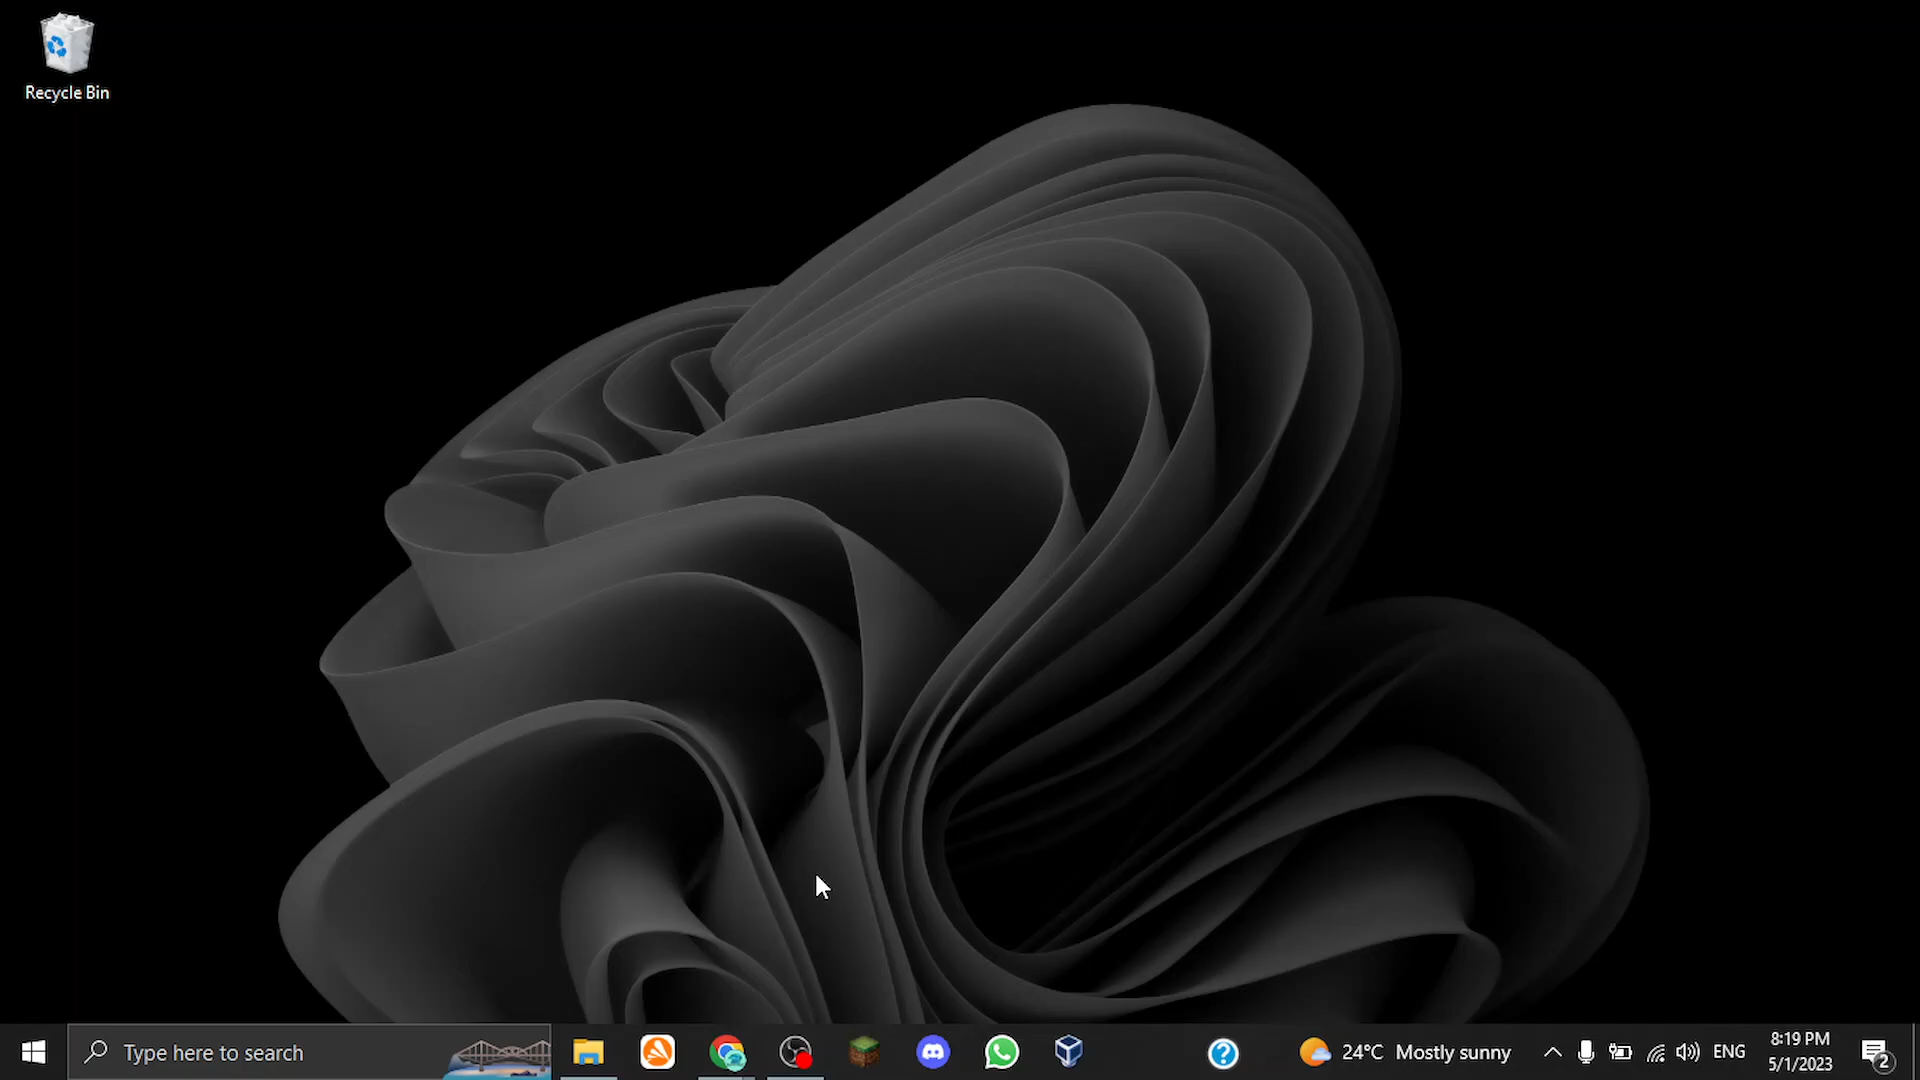 Recycle Bin
Type here to search
24°C Mostly sunny
ENG
8:19 PM
5/1/2023
2